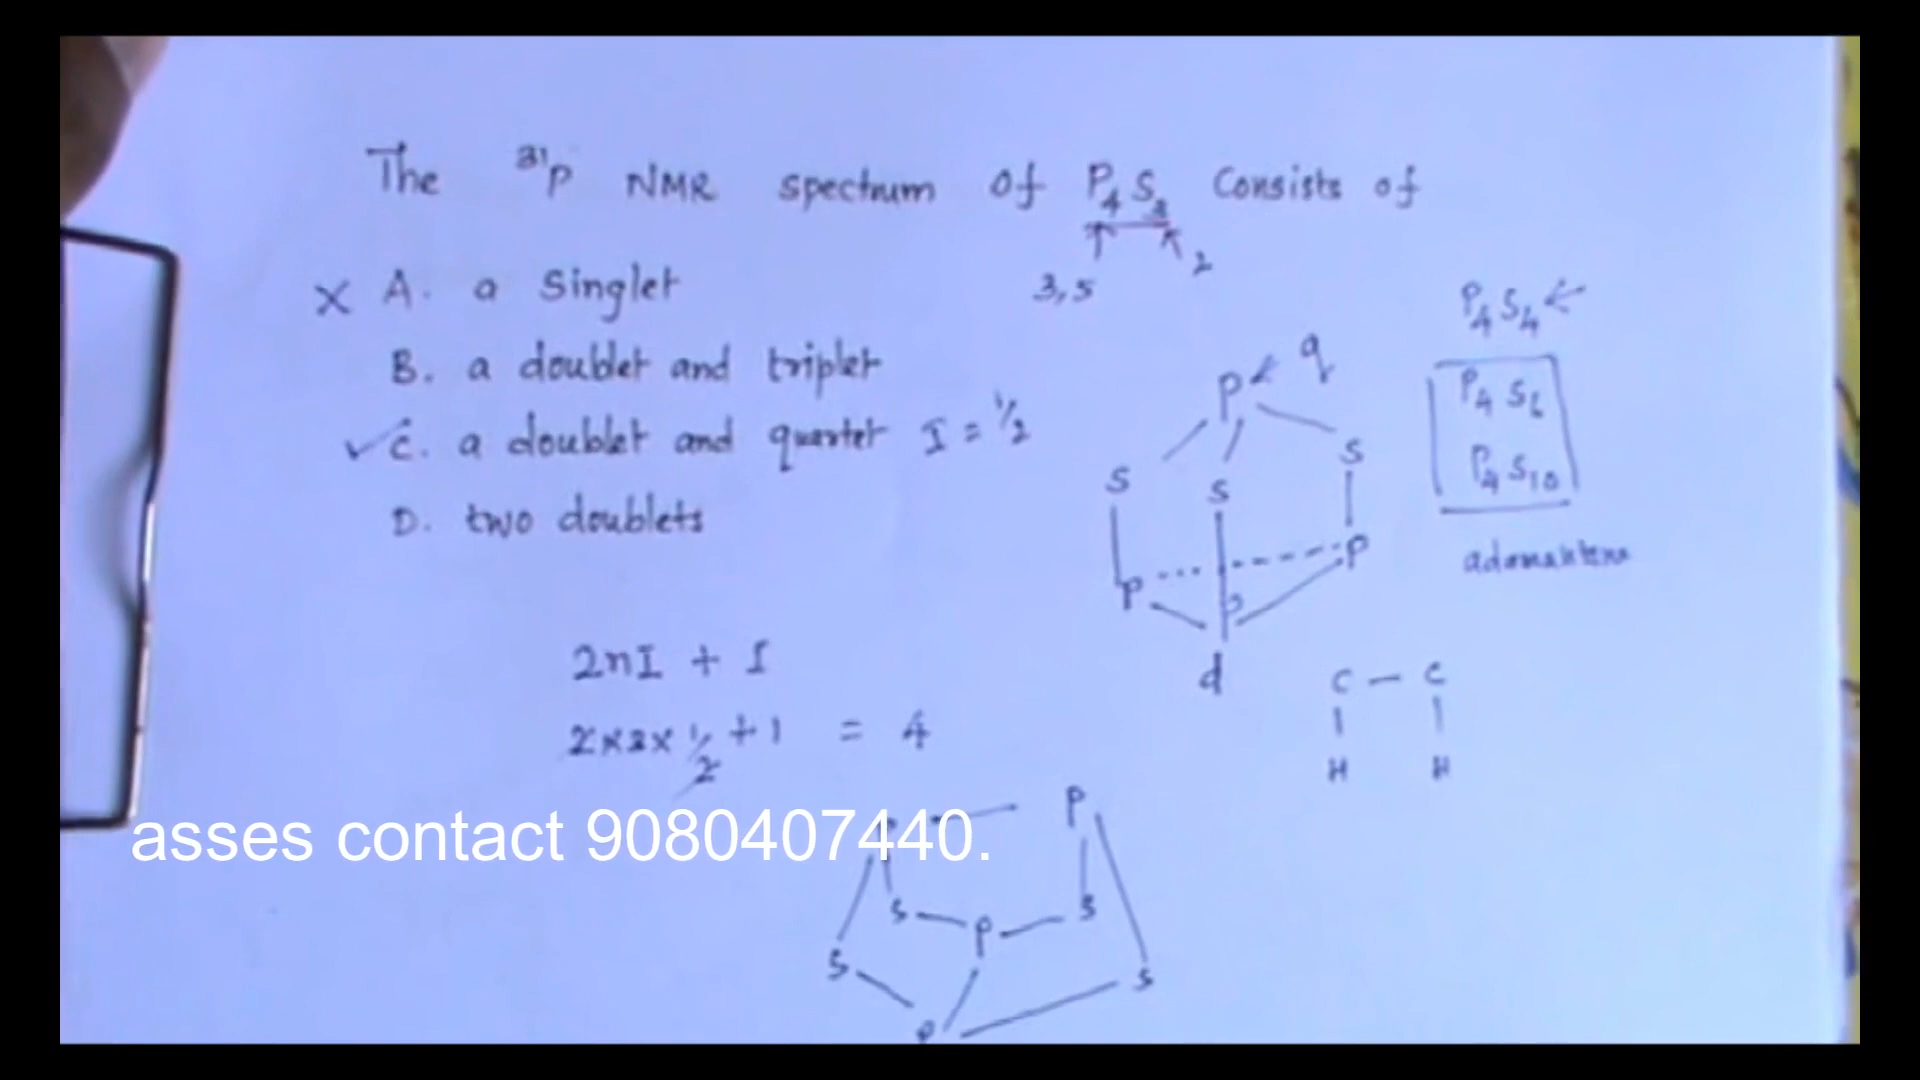 The ³¹P NMR spectrum of P₄S₃ Consists of
3,5
2
X A. a Singlet
B. a doublet and triplet
✓ C. a doublet and quartet I = 1/2
D. two doublets
P₄S₄ ←
P₄S₆
P₄S₁₀
P ← q
S S S
P P P
d
C — C
H H
2nI + I
2×3×1/2 + 1 = 4
asses contact 9080407440.
P
S P S
S S
P